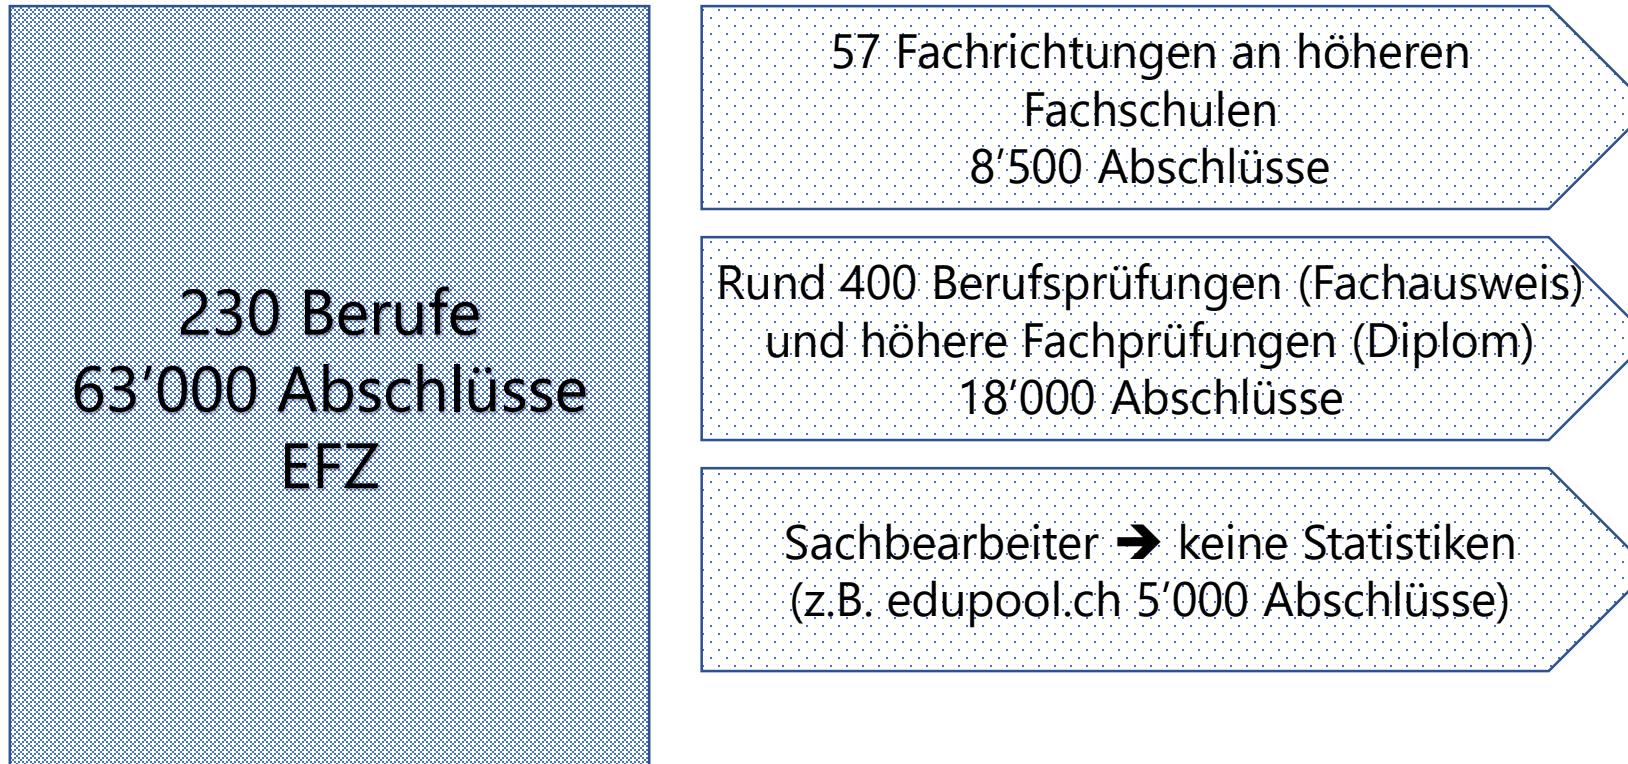 230 Berufe
63’000 Abschlüsse
EFZ
57 Fachrichtungen an höheren
Fachschulen
8’500 Abschlüsse
Rund 400 Berufsprüfungen (Fachausweis)
und höhere Fachprüfungen (Diplom)
18’000 Abschlüsse
Sachbearbeiter ➔ keine Statistiken
(z.B. edupool.ch 5’000 Abschlüsse)